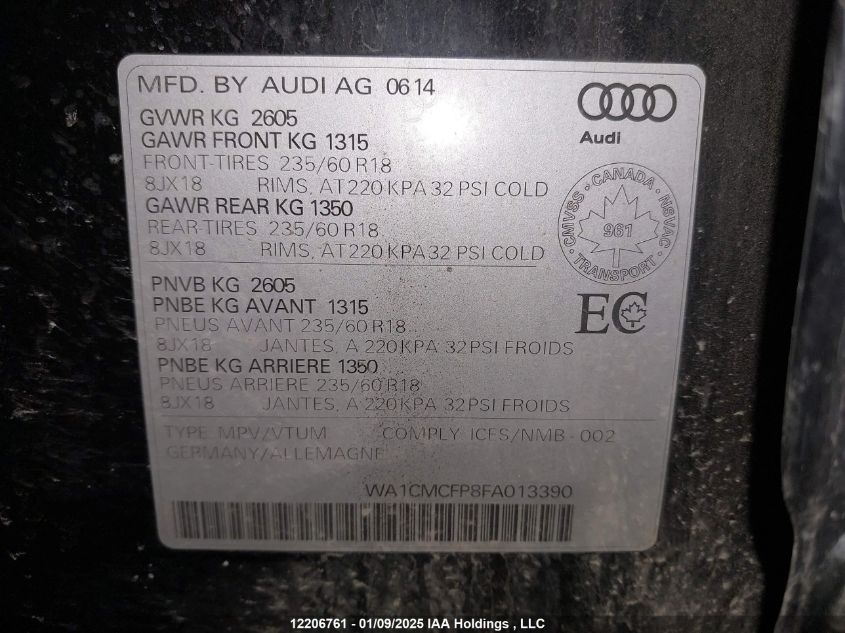 MFD. BY AUDI AG 0614
GVWR KG 2605
GAWR FRONT KG 1315
FRONT-TIRES 235/60 R18
8JX18 RIMS, AT 220 KPA 32 PSI COLD
GAWR REAR KG 1350
REAR-TIRES 235/60 R18
8JX18 RIMS, AT 220 KPA 32 PSI COLD
Audi
CANADA
CMVSS NSVAC
961
TRANSPORT
PNVB KG 2605
PNBE KG AVANT 1315
PNEUS AVANT 235/60 R18
8JX18 JANTES, A 220 KPA 32 PSI FROIDS
PNBE KG ARRIERE 1350
PNEUS ARRIERE 235/60 R18
8JX18 JANTES, A 220 KPA 32 PSI FROIDS
EC
TYPE MPV/VTUM COMPLY ICES/NMB-002
GERMANY/ALLEMAGNE
WA1CMCFP8FA013390
12206761 - 01/09/2025 IAA Holdings , LLC